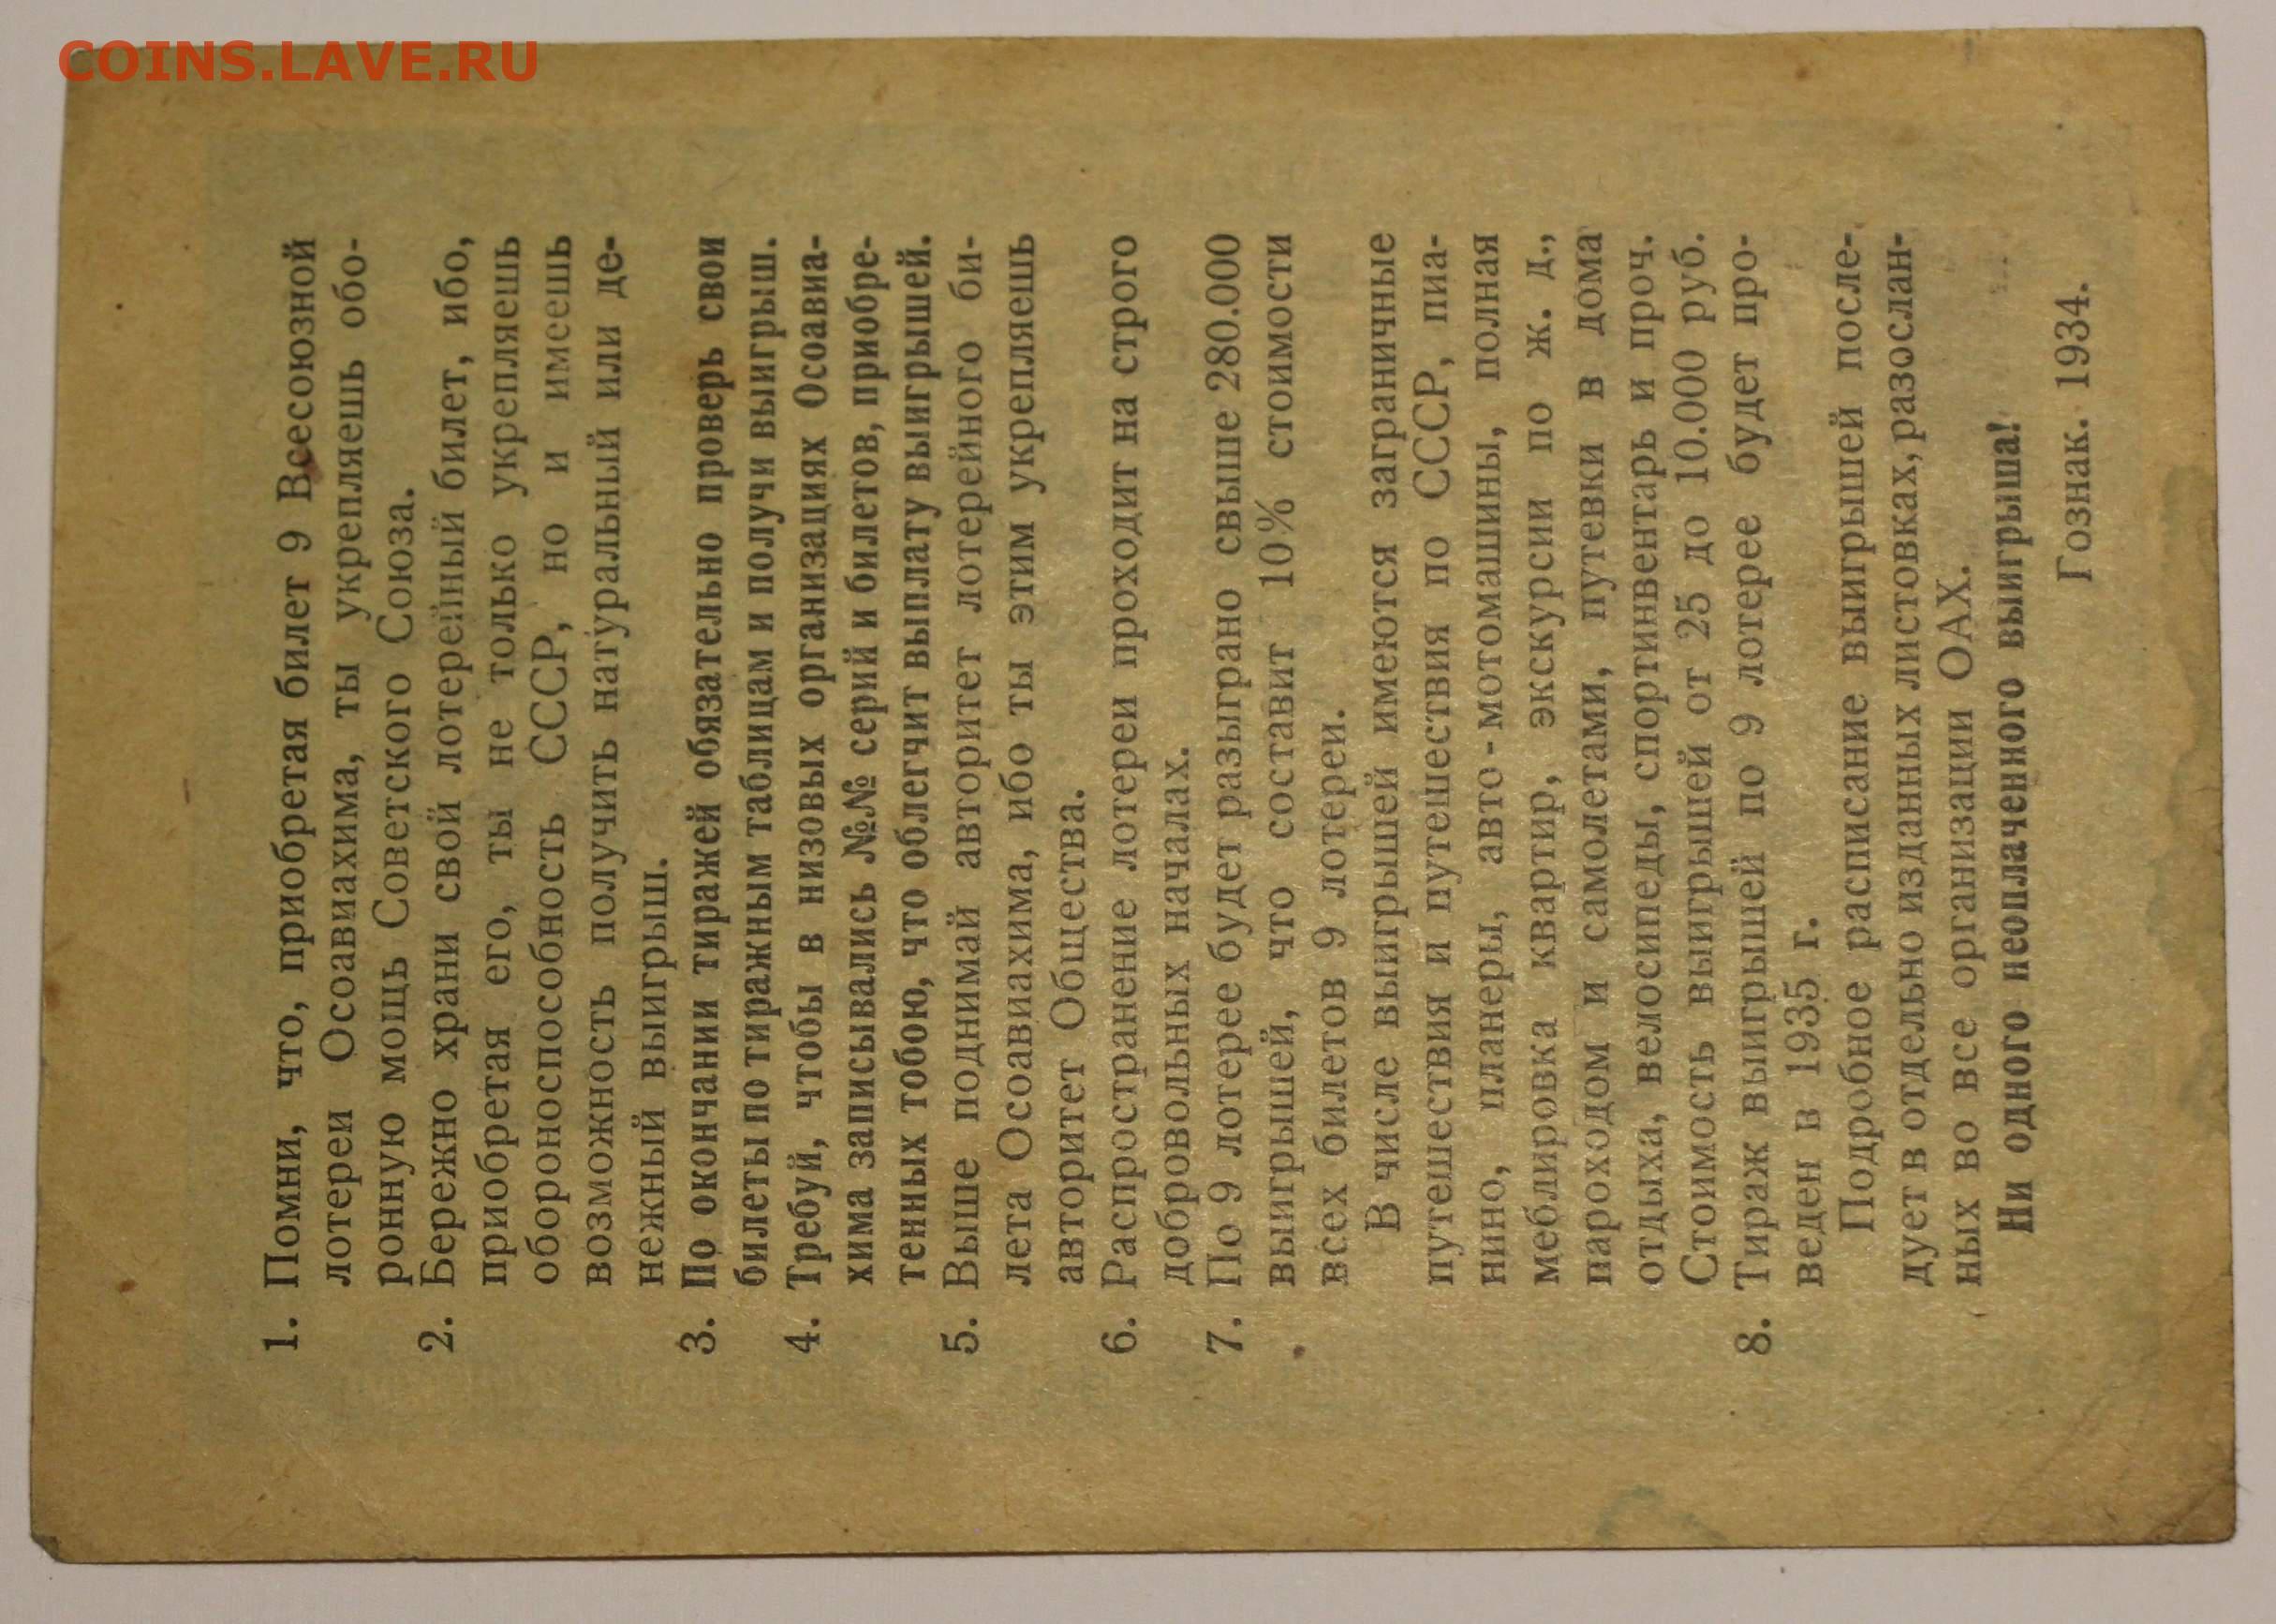 COINS.LAVE.RU
1. Помни, что, приобретая билет 9 Всесоюзной
лотереи Осоавиахима, ты укрепляешь обо-
ронную мощь Советского Союза.
2. Бережно храни свой лотерейный билет, ибо,
приобретая его, ты не только укрепляешь
обороноспособность СССР, но и имеешь
возможность получить натуральный или де-
нежный выигрыш.
3. По окончании тиражей обязательно проверь свои
билеты по тиражным таблицам и получи выигрыш.
4. Требуй, чтобы в низовых организациях Осоавиа-
хима записывались №№ серий и билетов, приобре-
тенных тобою, что облегчит выплату выигрышей.
5. Выше поднимай авторитет лотерейного би-
лета Осоавиахима, ибо ты этим укрепляешь
авторитет Общества.
6. Распространение лотереи проходит на строго
добровольных началах.
7. По 9 лотерее будет разыграно свыше 280.000
выигрышей, что составит 10% стоимости
всех билетов 9 лотереи.
В числе выигрышей имеются заграничные
путешествия и путешествия по СССР, пиа-
нино, планеры, авто-мотомашины, полная
меблировка квартир, экскурсии по ж. д.,
пароходом и самолетами, путевки в дома
отдыха, велосипеды, спортинвентарь и проч.
Стоимость выигрышей от 25 до 10.000 руб.
8. Тираж выигрышей по 9 лотерее будет про-
веден в 1935 г.
Подробное расписание выигрышей после-
дует в отдельно изданных листовках, разослан-
ных во все организации ОАХ.
Ни одного неоплаченного выигрыша!
Гознак. 1934.